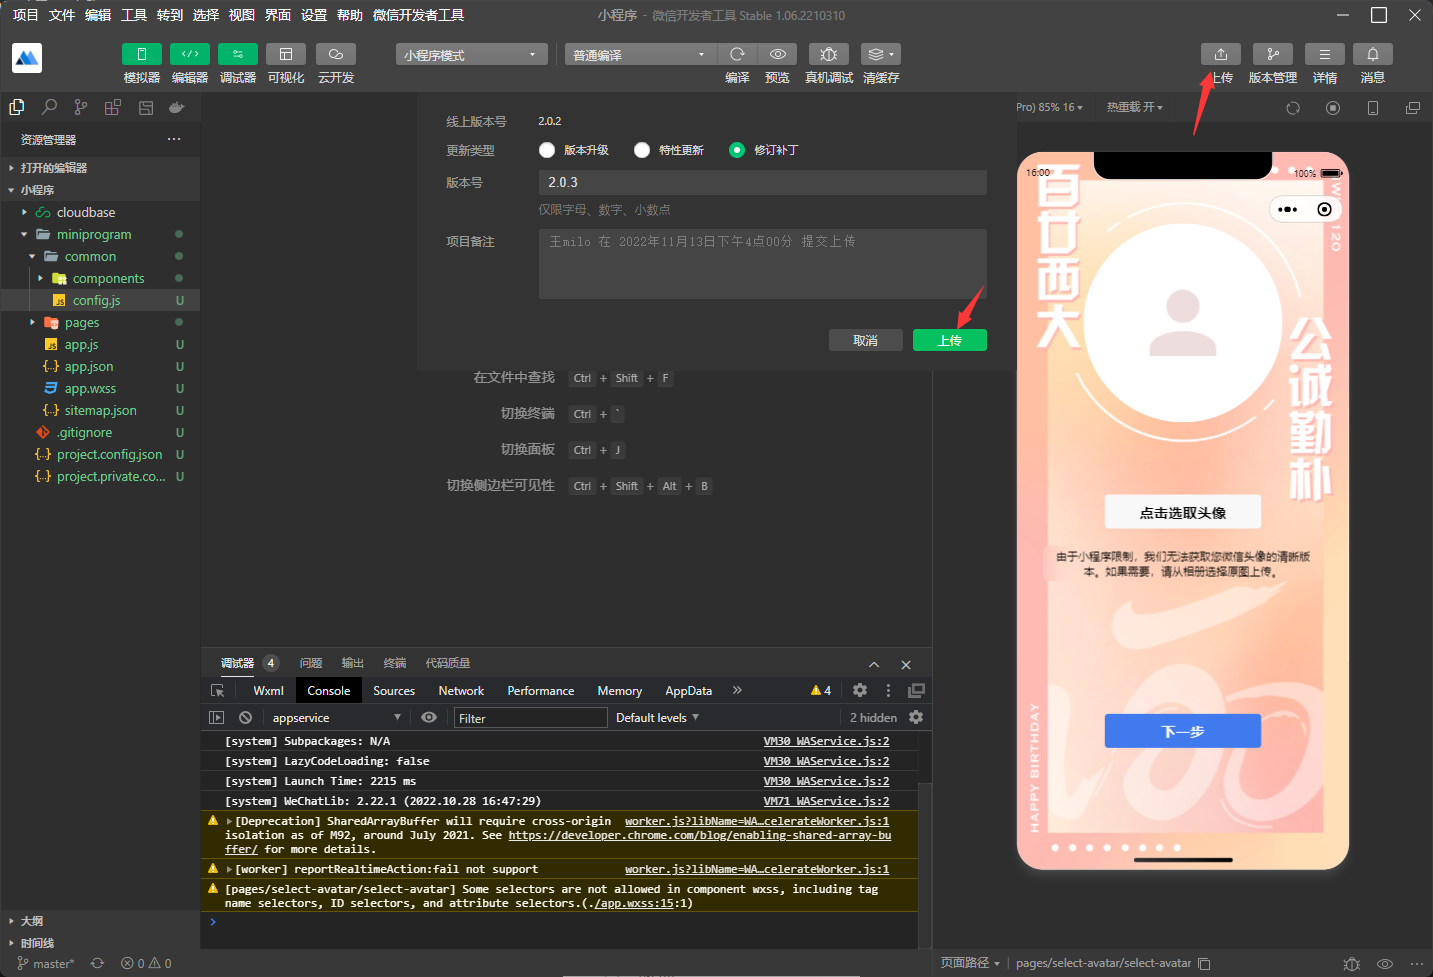 项目 文件 编辑 工具 转到 选择 视图 界面 设置 帮助 微信开发者工具
小程序 - 微信开发者工具 Stable 1.06.2210310
模拟器 编辑器 调试器 可视化 云开发
小程序模式
普通编译
编译 预览 真机调试 清缓存
上传 版本管理 详情 消息
Pro) 85% 16
热重载 开
资源管理器
打开的编辑器
小程序
cloudbase
miniprogram
common
components
config.js U
pages
app.js U
app.json U
app.wxss U
sitemap.json U
.gitignore U
project.config.json U
project.private.co... U
大纲
时间线
master*
0 0
线上版本号 2.0.2
更新类型 版本升级 特性更新 修订补丁
版本号 2.0.3
仅限字母、数字、小数点
项目备注 王milo 在 2022年11月13日下午4点00分 提交上传
取消 上传
在文件中查找 Ctrl + Shift + F
切换终端 Ctrl + `
切换面板 Ctrl + J
切换侧边栏可见性 Ctrl + Shift + Alt + B
调试器 4 问题 输出 终端 代码质量
Wxml Console Sources Network Performance Memory AppData » 4
appservice Filter Default levels 2 hidden
[system] Subpackages: N/A VM30 WAService.js:2
[system] LazyCodeLoading: false VM30 WAService.js:2
[system] Launch Time: 2215 ms VM30 WAService.js:2
[system] WeChatLib: 2.22.1 (2022.10.28 16:47:29) VM71 WAService.js:2
[Deprecation] SharedArrayBuffer will require cross-origin worker.js?libName=WA…celerateWorker.js:1
isolation as of M92, around July 2021. See https://developer.chrome.com/blog/enabling-shared-array-bu
ffer/ for more details.
[worker] reportRealtimeAction:fail not support worker.js?libName=WA…celerateWorker.js:1
[pages/select-avatar/select-avatar] Some selectors are not allowed in component wxss, including tag
name selectors, ID selectors, and attribute selectors.(./app.wxss:15:1)
16:00 100%
百廿西大
公诚勤朴
点击选取头像
由于小程序限制，我们无法获取您微信头像的清晰版
本。如果需要，请从相册选择原图上传。
下一步
HAPPY BIRTHDAY
页面路径 pages/select-avatar/select-avatar